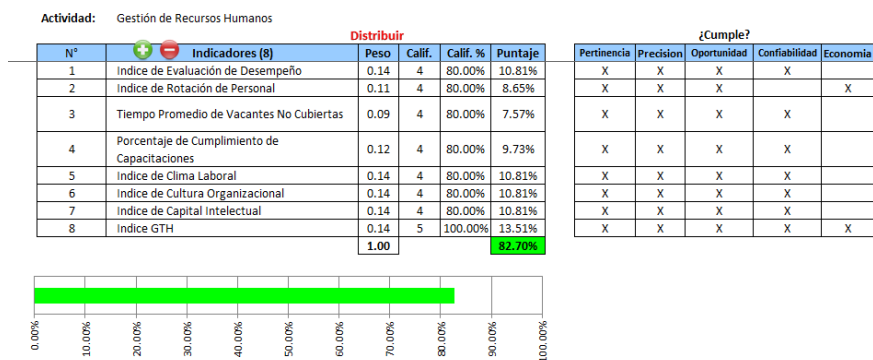 Actividad: Gestión de Recursos Humanos
Distribuir ¿Cumple?
N° Indicadores (8) Peso Calif. Calif. % Puntaje Pertinencia Precision Oportunidad Confiabilidad Economia
1 Indice de Evaluación de Desempeño 0.14 4 80.00% 10.81% X X X X
2 Indice de Rotación de Personal 0.11 4 80.00% 8.65% X X X X
3 Tiempo Promedio de Vacantes No Cubiertas 0.09 4 80.00% 7.57% X X X X
Porcentaje de Cumplimiento de
4 0.12 4 80.00% 9.73% X X X X
Capacitaciones
5 Indice de Clima Laboral 0.14 4 80.00% 10.81% X X X X
6 Indice de Cultura Organizacional 0.14 4 80.00% 10.81% X X X X
7 Indice de Capital Intelectual 0.14 4 80.00% 10.81% X X X X
8 Indice GTH 0.14 5 100.00% 13.51% X X X X X
1.00 82.70%
0.00% 10.00% 20.00% 30.00% 40.00% 50.00% 60.00% 70.00% 80.00% 90.00% 100.00%